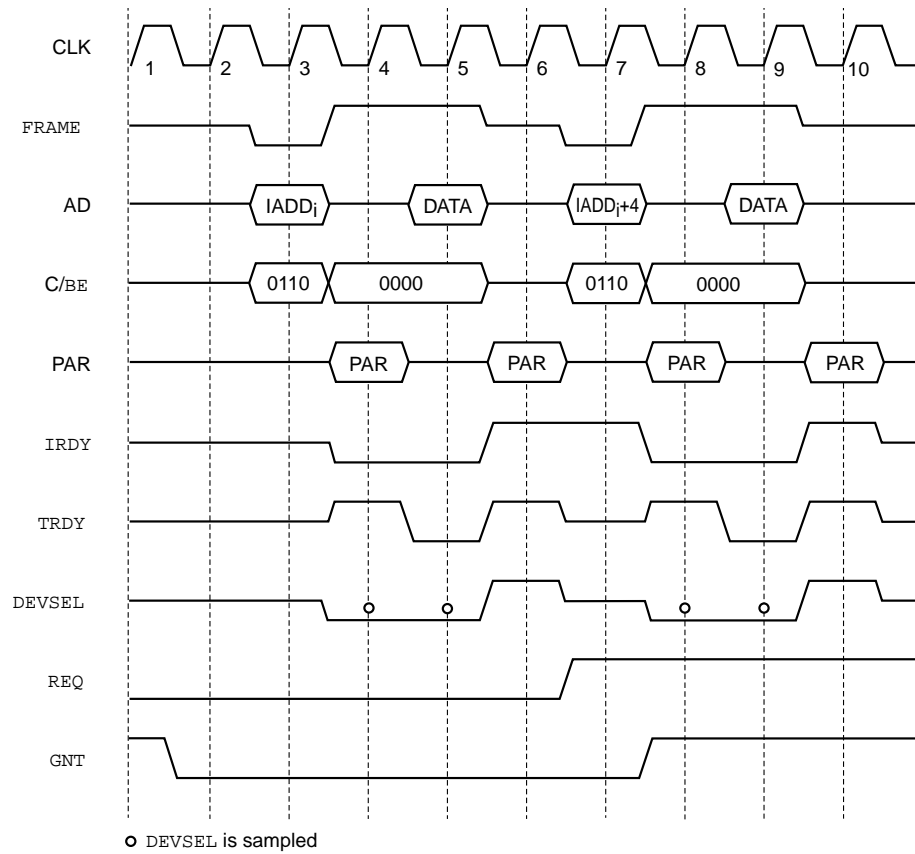 CLK
1 2 3 4 5 6 7 8 9 10
FRAME
AD
IADDi DATA IADDi+4 DATA
C/BE
0110 0000 0110 0000
PAR
PAR PAR PAR PAR
IRDY
TRDY
DEVSEL
REQ
GNT
DEVSEL is sampled